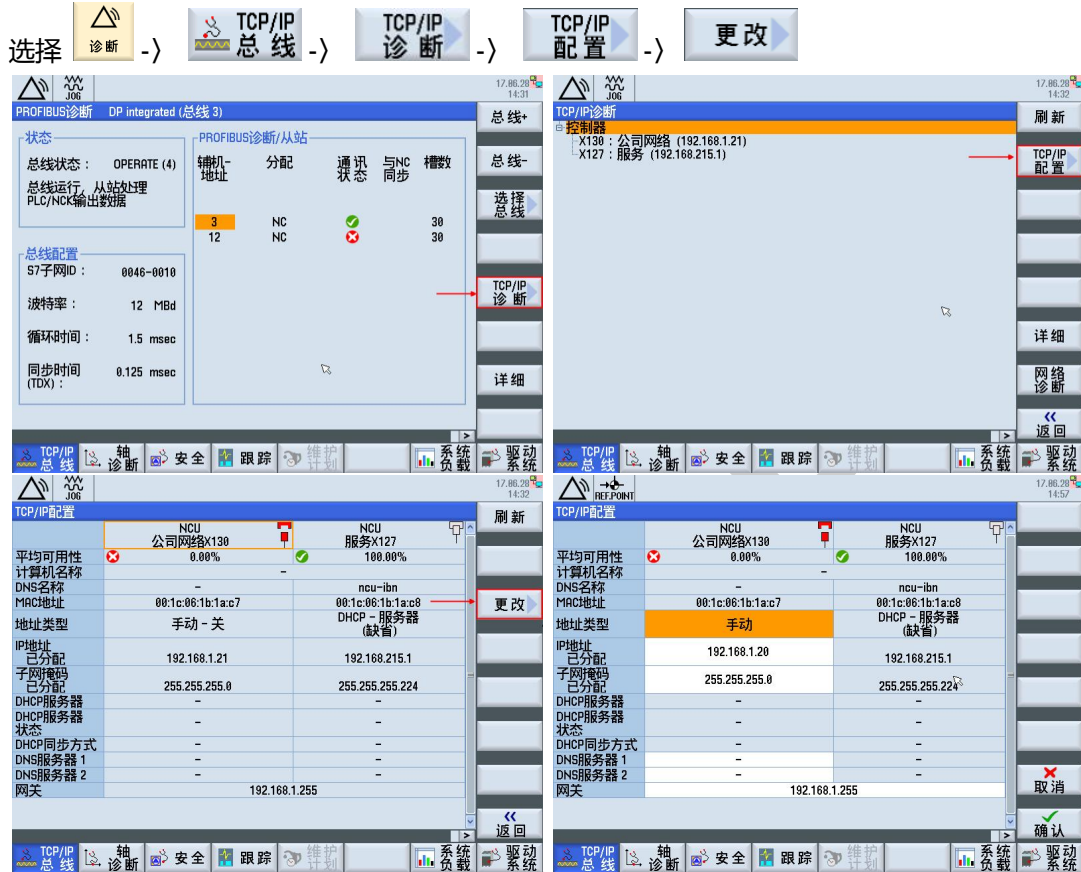 选择 诊断 -〉 TCP/IP 总线 -〉 TCP/IP 诊断 -〉 TCP/IP 配置 -〉 更改
JOG
17.06.28
14:31
PROFIBUS诊断 DP integrated (总线 3)
状态
总线状态： OPERATE (4)
总线运行，从站处理
PLC/NCK输出数据
总线配置
S7子网ID： 0046-0010
波特率： 12 MBd
循环时间： 1.5 msec
同步时间
(TDX)： 0.125 msec
PROFIBUS诊断/从站
辅机-地址 分配 通讯状态 与NC同步 槽数
3 NC 30
12 NC 30
总线+
总线-
选择
总线
TCP/IP
诊断
详细
TCP/IP总线 轴诊断 安全 跟踪 维护计划 系统负载 驱动系统
JOG
17.06.28
14:32
TCP/IP诊断
控制器
X130：公司网络 (192.168.1.21)
X127：服务 (192.168.215.1)
刷新
TCP/IP
配置
详细
网络
诊断
«
返回
TCP/IP总线 轴诊断 安全 跟踪 维护计划 系统负载 驱动系统
JOG
17.06.28
14:32
TCP/IP配置
NCU
公司网络X130
NCU
服务X127
平均可用性 0.00% 100.00%
计算机名称 -
DNS名称 - ncu-ibn
MAC地址 00:1c:06:1b:1a:c7 00:1c:06:1b:1a:c8
地址类型 手动 - 关 DHCP - 服务器 (缺省)
IP地址
已分配 192.168.1.21 192.168.215.1
子网掩码
已分配 255.255.255.0 255.255.255.224
DHCP服务器 - -
DHCP服务器
状态 - -
DHCP同步方式 - -
DNS服务器 1 - -
DNS服务器 2 - -
网关 192.168.1.255
刷新
更改
«
返回
TCP/IP总线 轴诊断 安全 跟踪 维护计划 系统负载 驱动系统
REF.POINT
17.06.28
14:57
TCP/IP配置
NCU
公司网络X130
NCU
服务X127
平均可用性 0.00% 100.00%
计算机名称 -
DNS名称 - ncu-ibn
MAC地址 00:1c:06:1b:1a:c7 00:1c:06:1b:1a:c8
地址类型 手动 DHCP - 服务器 (缺省)
IP地址
已分配 192.168.1.20 192.168.215.1
子网掩码
已分配 255.255.255.0 255.255.255.224
DHCP服务器 - -
DHCP服务器
状态 - -
DHCP同步方式 - -
DNS服务器 1 - -
DNS服务器 2 - -
网关 192.168.1.255
取消
确认
TCP/IP总线 轴诊断 安全 跟踪 维护计划 系统负载 驱动系统